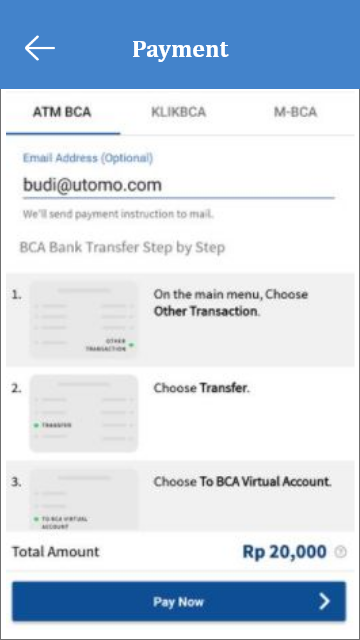 Payment
ATM BCA KLIKBCA M-BCA
Email Address (Optional)
budi@utomo.com
We'll send payment instruction to mail.
BCA Bank Transfer Step by Step
1. On the main menu, Choose
Other Transaction.
OTHER
TRANSACTION
2. Choose Transfer.
TRANSFER
3. Choose To BCA Virtual Account.
TO BCA VIRTUAL
ACCOUNT
Total Amount Rp 20,000 ?
Pay Now